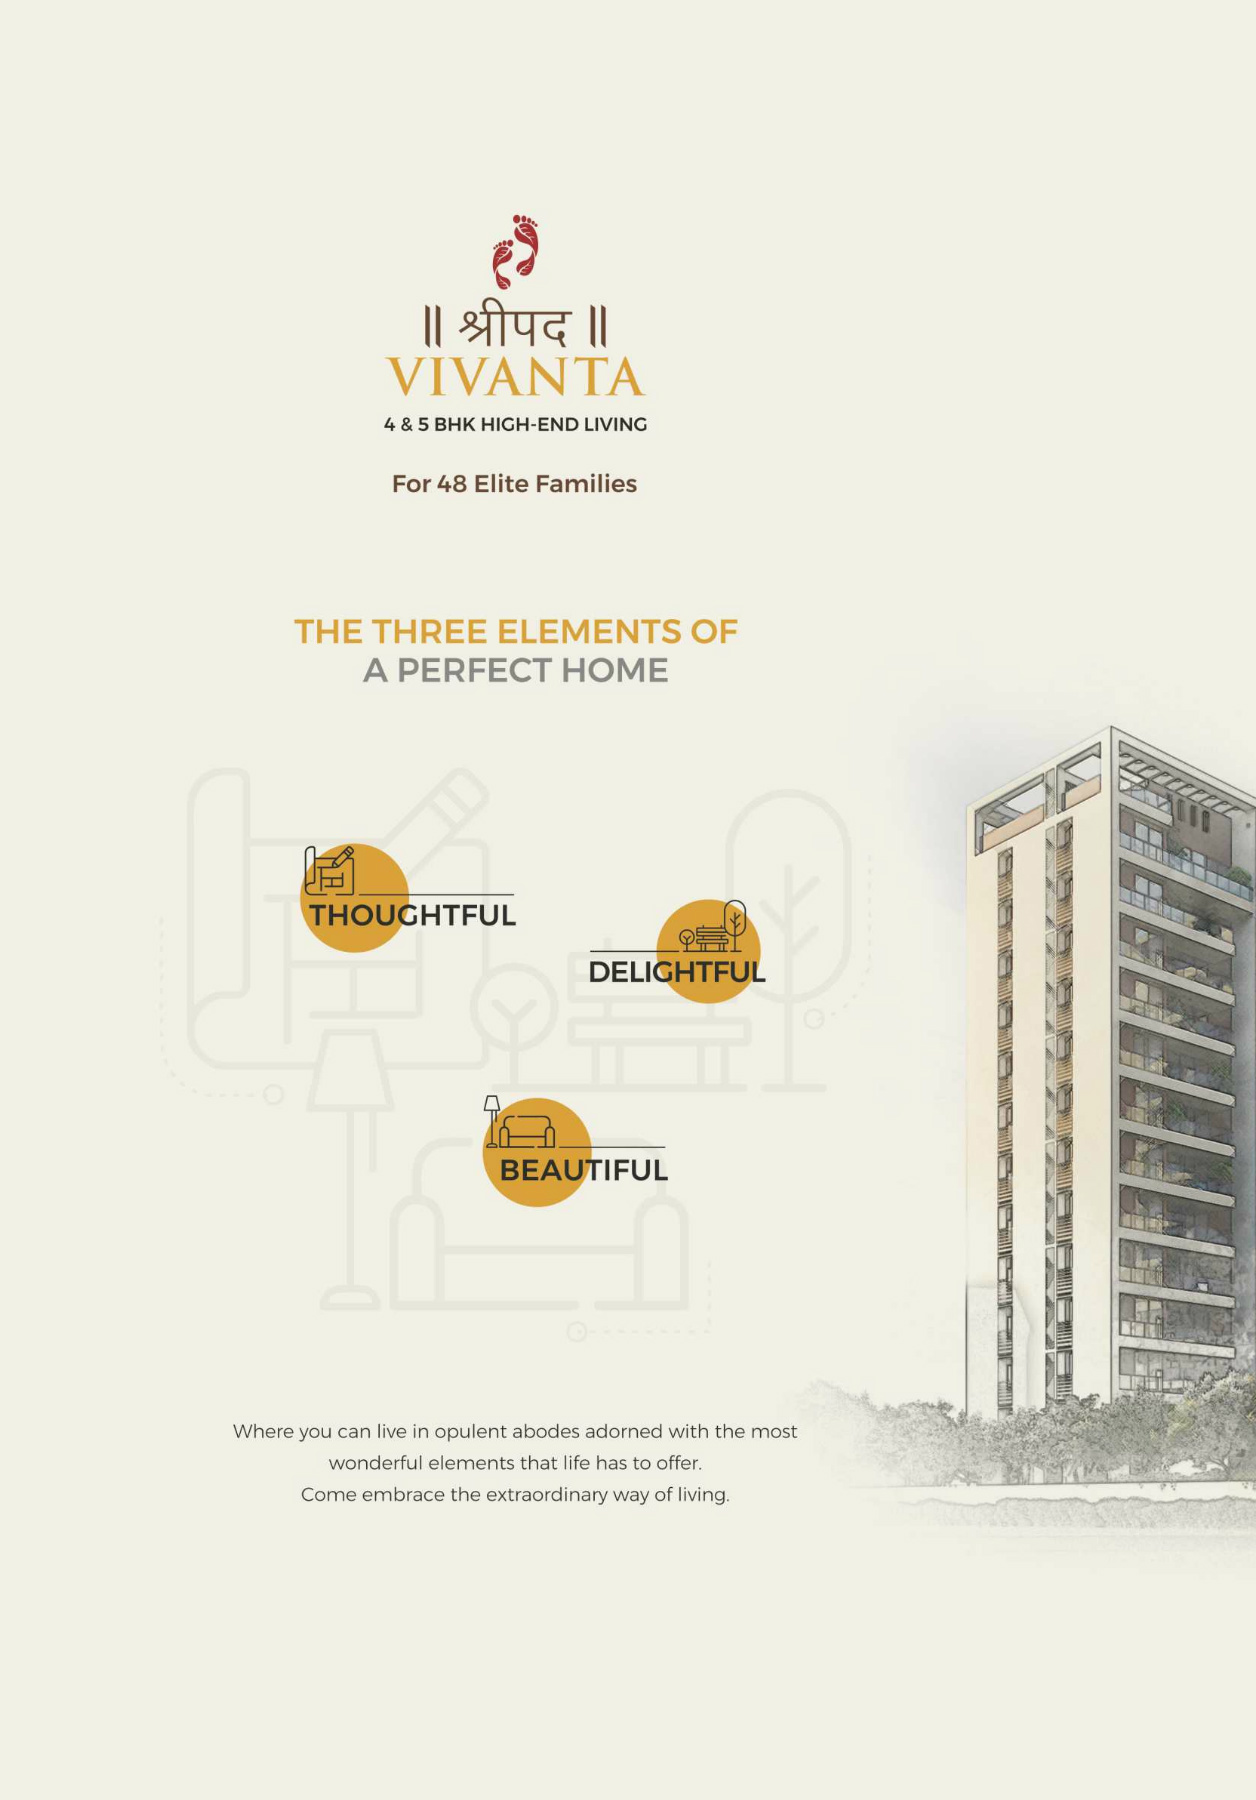 ॥ श्रीपद ॥
VIVANTA
4 & 5 BHK HIGH-END LIVING
For 48 Elite Families
THE THREE ELEMENTS OF
A PERFECT HOME
THOUGHTFUL
DELIGHTFUL
BEAUTIFUL
Where you can live in opulent abodes adorned with the most
wonderful elements that life has to offer.
Come embrace the extraordinary way of living.